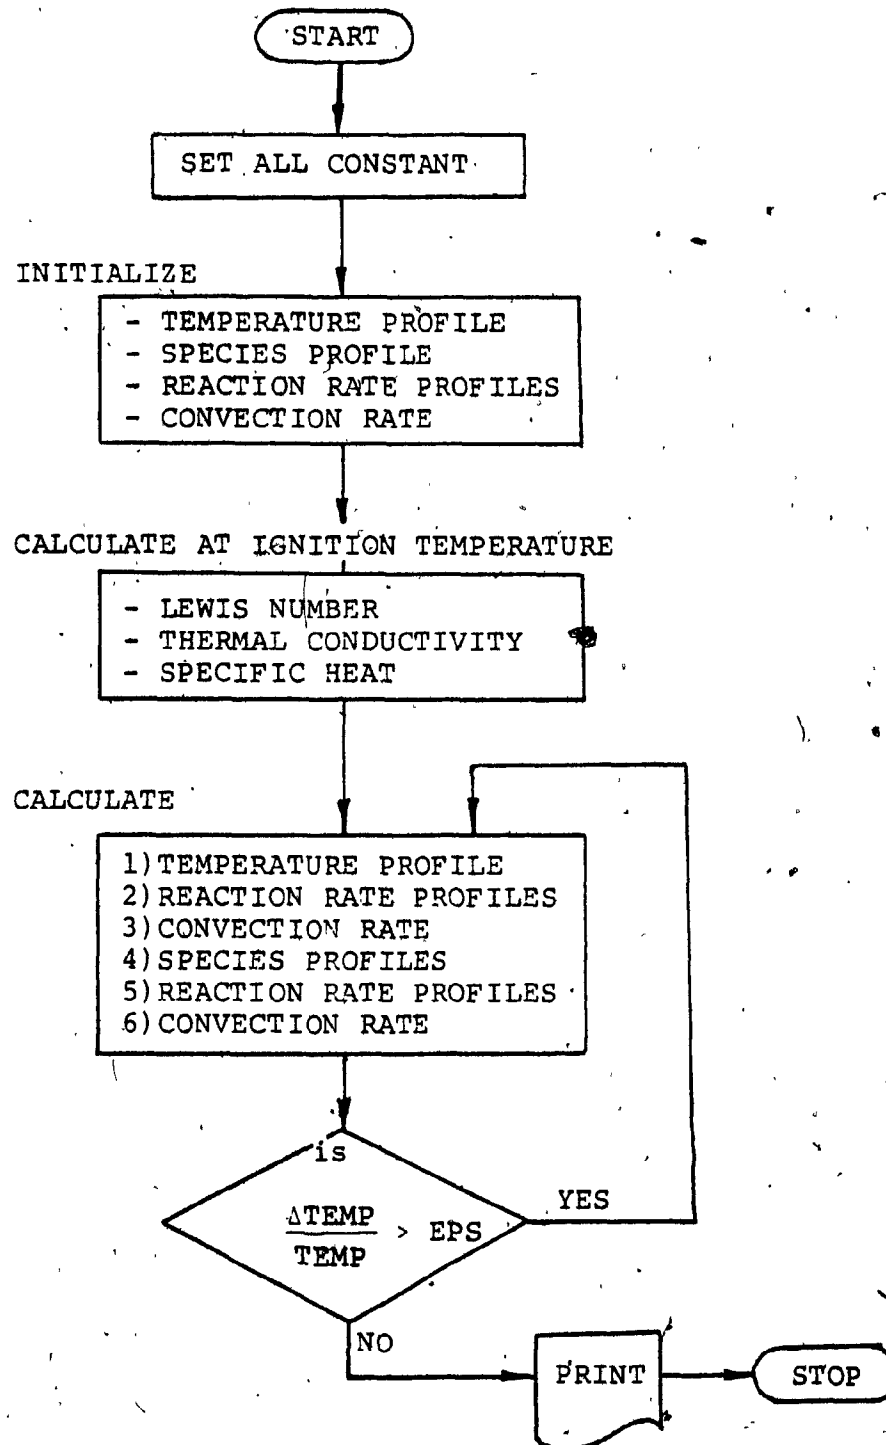 START
SET ALL CONSTANT
INITIALIZE
- TEMPERATURE PROFILE
- SPECIES PROFILE
- REACTION RATE PROFILES
- CONVECTION RATE
CALCULATE AT IGNITION TEMPERATURE
- LEWIS NUMBER
- THERMAL CONDUCTIVITY
- SPECIFIC HEAT
CALCULATE
1)TEMPERATURE PROFILE
2)REACTION RATE PROFILES
3)CONVECTION RATE
4)SPECIES PROFILES
5)REACTION RATE PROFILES
6)CONVECTION RATE
is
ΔTEMP
TEMP
> EPS
YES
NO
PRINT
STOP